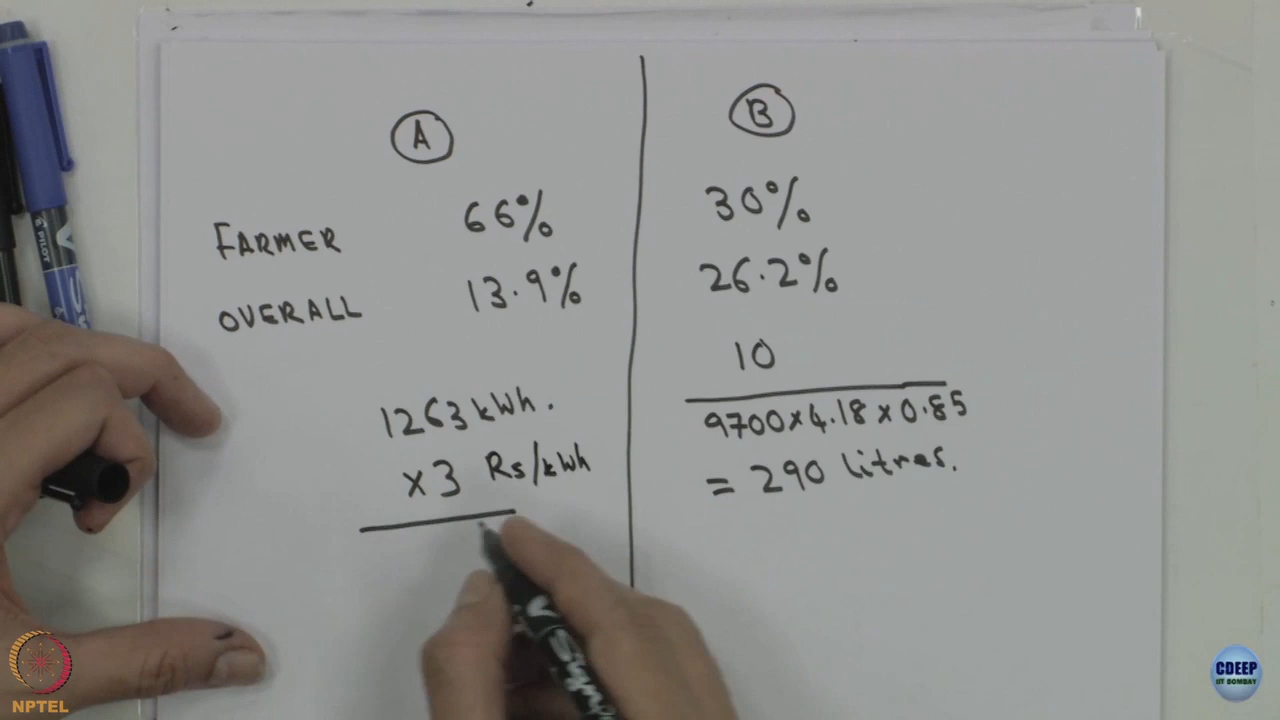 A
FARMER 66%
OVERALL 13.9%
1263 kWh.
×3 Rs/kWh
B
30%
26.2%
10
9700×4.18×0.85
= 290 litres.
PILOT
NPTEL
CDEEP
IIT BOMBAY